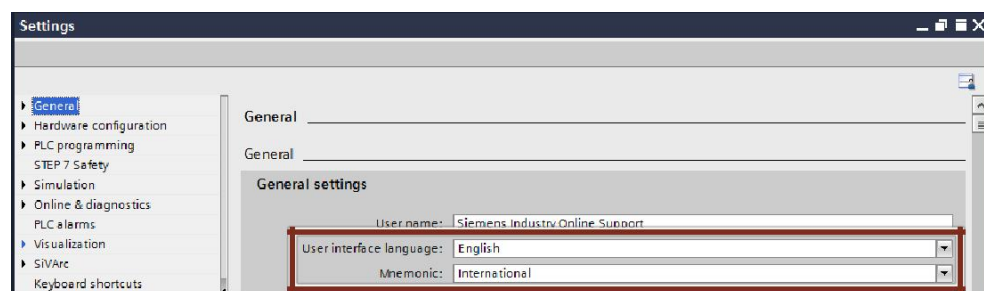 Settings
General
Hardware configuration
PLC programming
STEP 7 Safety
Simulation
Online & diagnostics
PLC alarms
Visualization
SiVArc
Keyboard shortcuts
General
General
General settings
User name: Siemens Industry Online Support
User interface language: English
Mnemonic: International